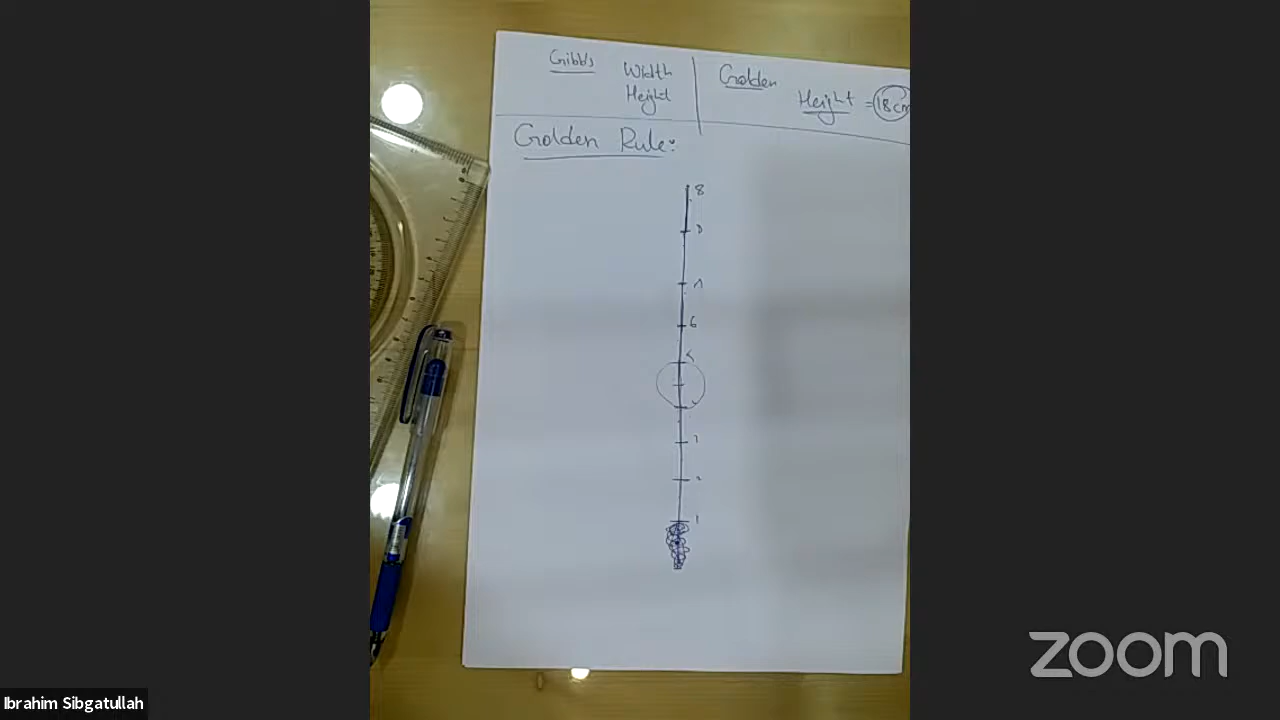 Gibbs Width
Height
Golden
Height = 18cm
Golden Rule:
8
6
1
Ibrahim Sibgatullah
zoom